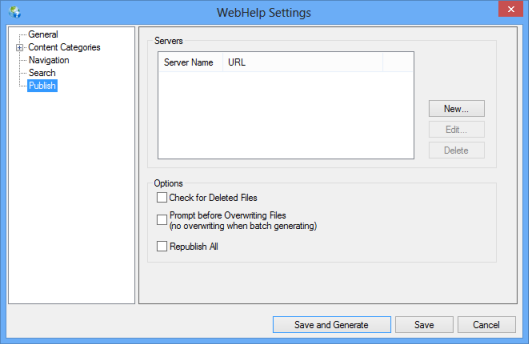 WebHelp Settings
General
Content Categories
Navigation
Search
Publish
Servers
Server Name URL
New...
Edit...
Delete
Options
Check for Deleted Files
Prompt before Overwriting Files
(no overwriting when batch generating)
Republish All
Save and Generate Save Cancel